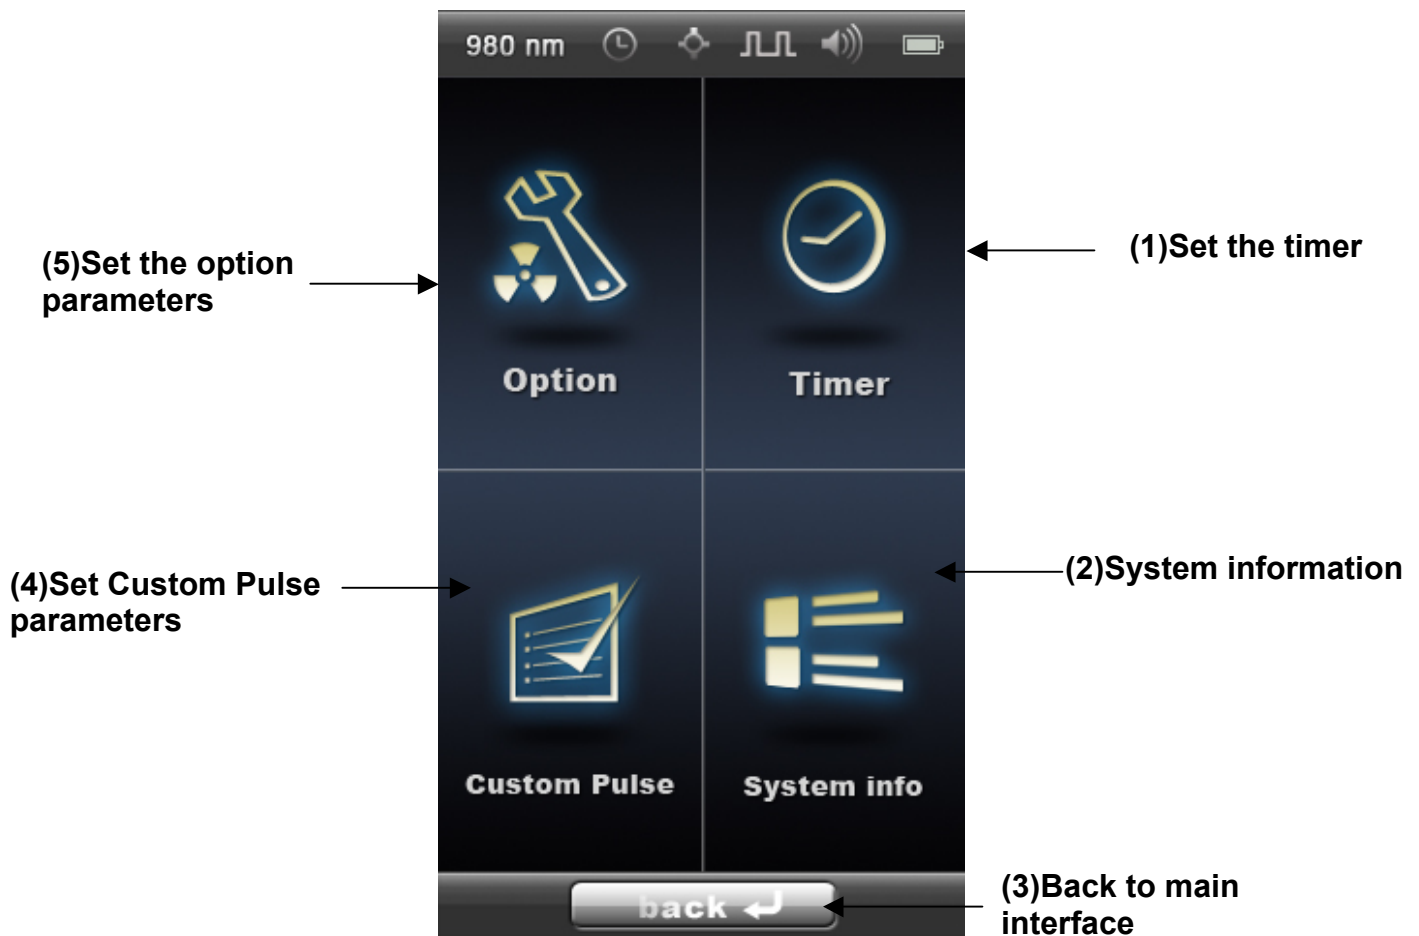 980 nm
(5)Set the option
parameters
(1)Set the timer
Option
Timer
(4)Set Custom Pulse
parameters
(2)System information
Custom Pulse
System info
back
(3)Back to main
interface